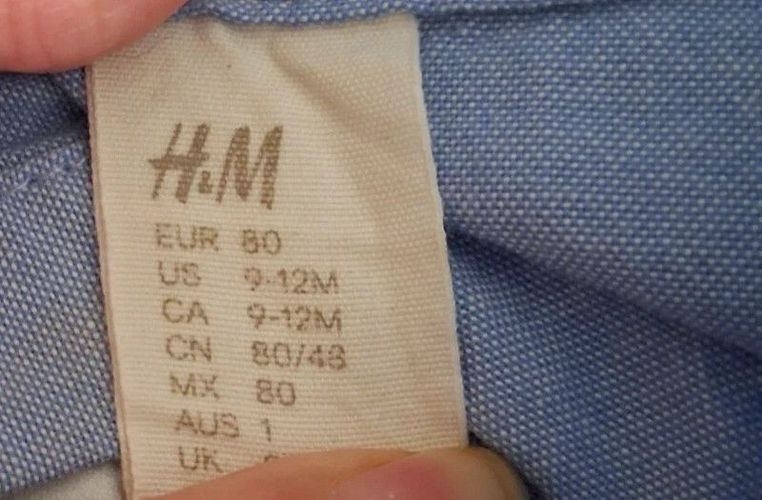 H&M
EUR 80
US 9-12M
CA 9-12M
CN 80/48
MX 80
AUS 1
UK